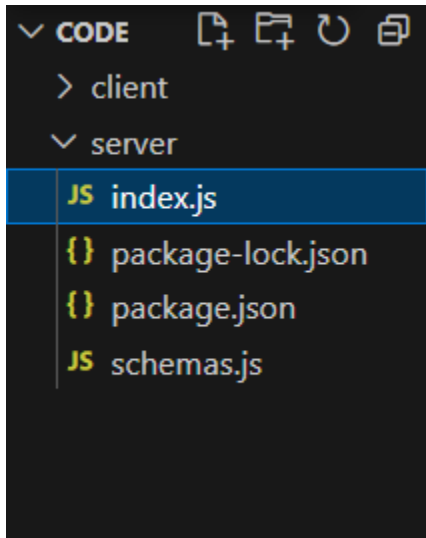 CODE
client
server
JS index.js
{} package-lock.json
{} package.json
JS schemas.js